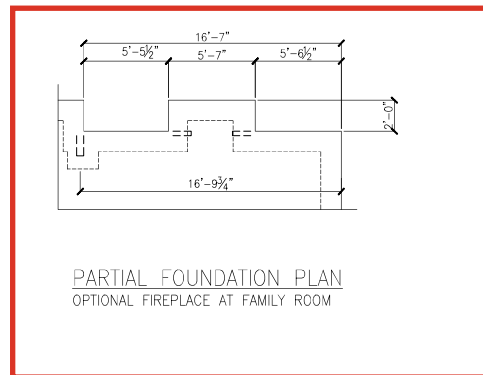 16'-7"
5'-5½" 5'-7" 5'-6½"
2'-0"
16'-9¾"
PARTIAL FOUNDATION PLAN
OPTIONAL FIREPLACE AT FAMILY ROOM